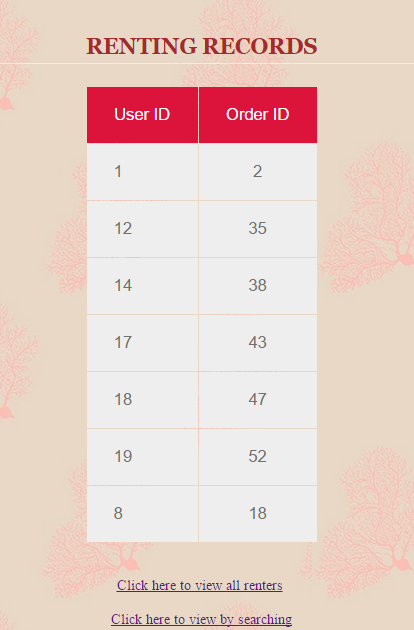 RENTING RECORDS
User ID Order ID
1 2
12 35
14 38
17 43
18 47
19 52
8 18
Click here to view all renters
Click here to view by searching